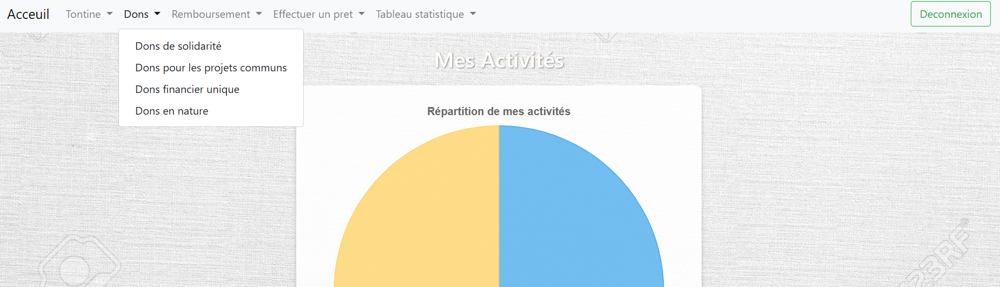 Acceuil Tontine Dons Remboursement Effectuer un pret Tableau statistique Deconnexion
Dons de solidarité
Dons pour les projets communs
Dons financier unique
Dons en nature
Mes Activités
Répartition de mes activités
123RF®